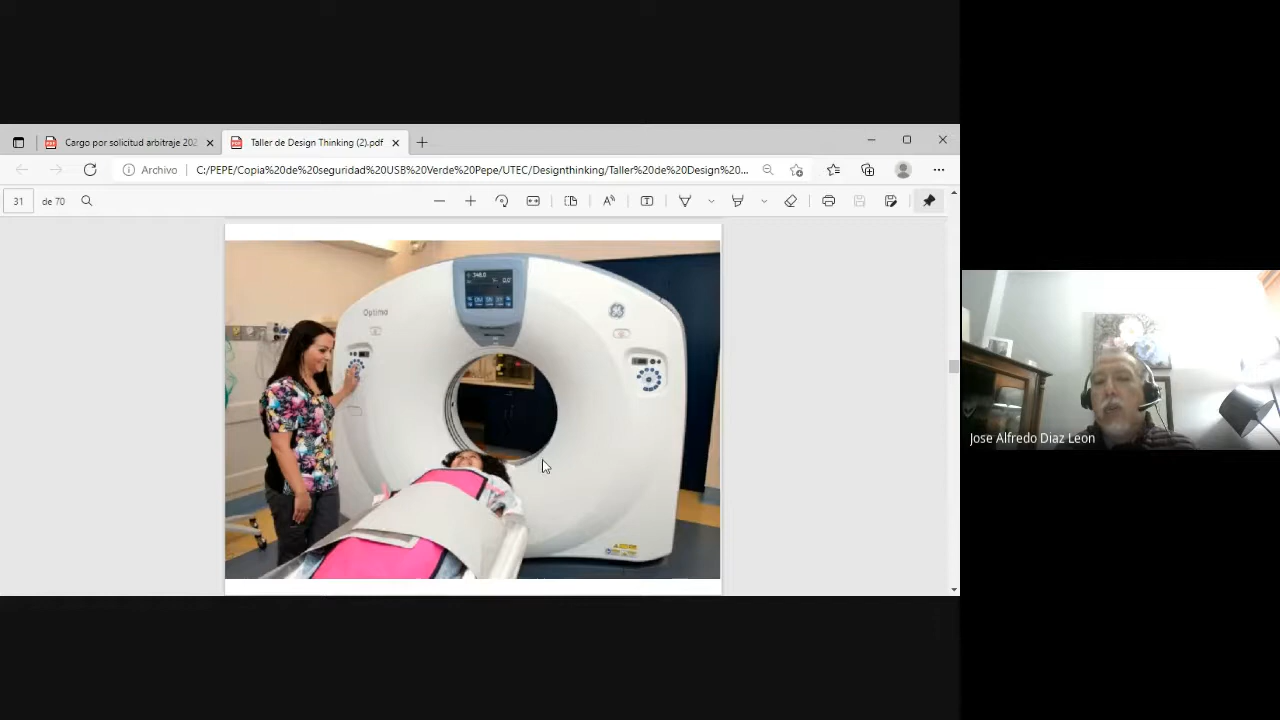 Cargo por solicitud arbitraje 202
Taller de Design Thinking (2).pdf
Archivo
C:/PEPE/Copia%20de%20seguridad%20USB%20Verde%20Pepe/UTEC/Designthinking/Taller%20de%20Design%20...
31 de 70
Optima
Jose Alfredo Diaz Leon